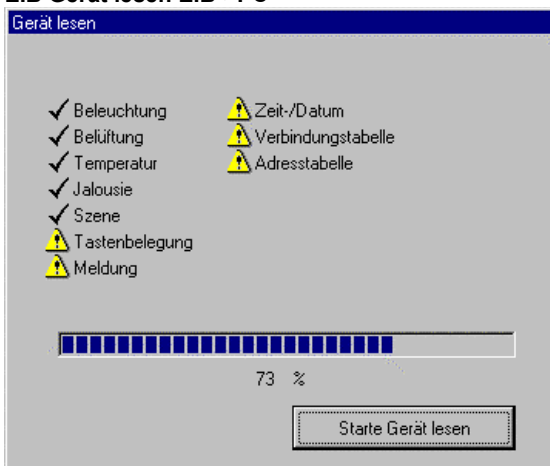 Gerät lesen
Beleuchtung
Belüftung
Temperatur
Jalousie
Szene
Tastenbelegung
Meldung
Zeit-/Datum
Verbindungstabelle
Adresstabelle
73 %
Starte Gerät lesen